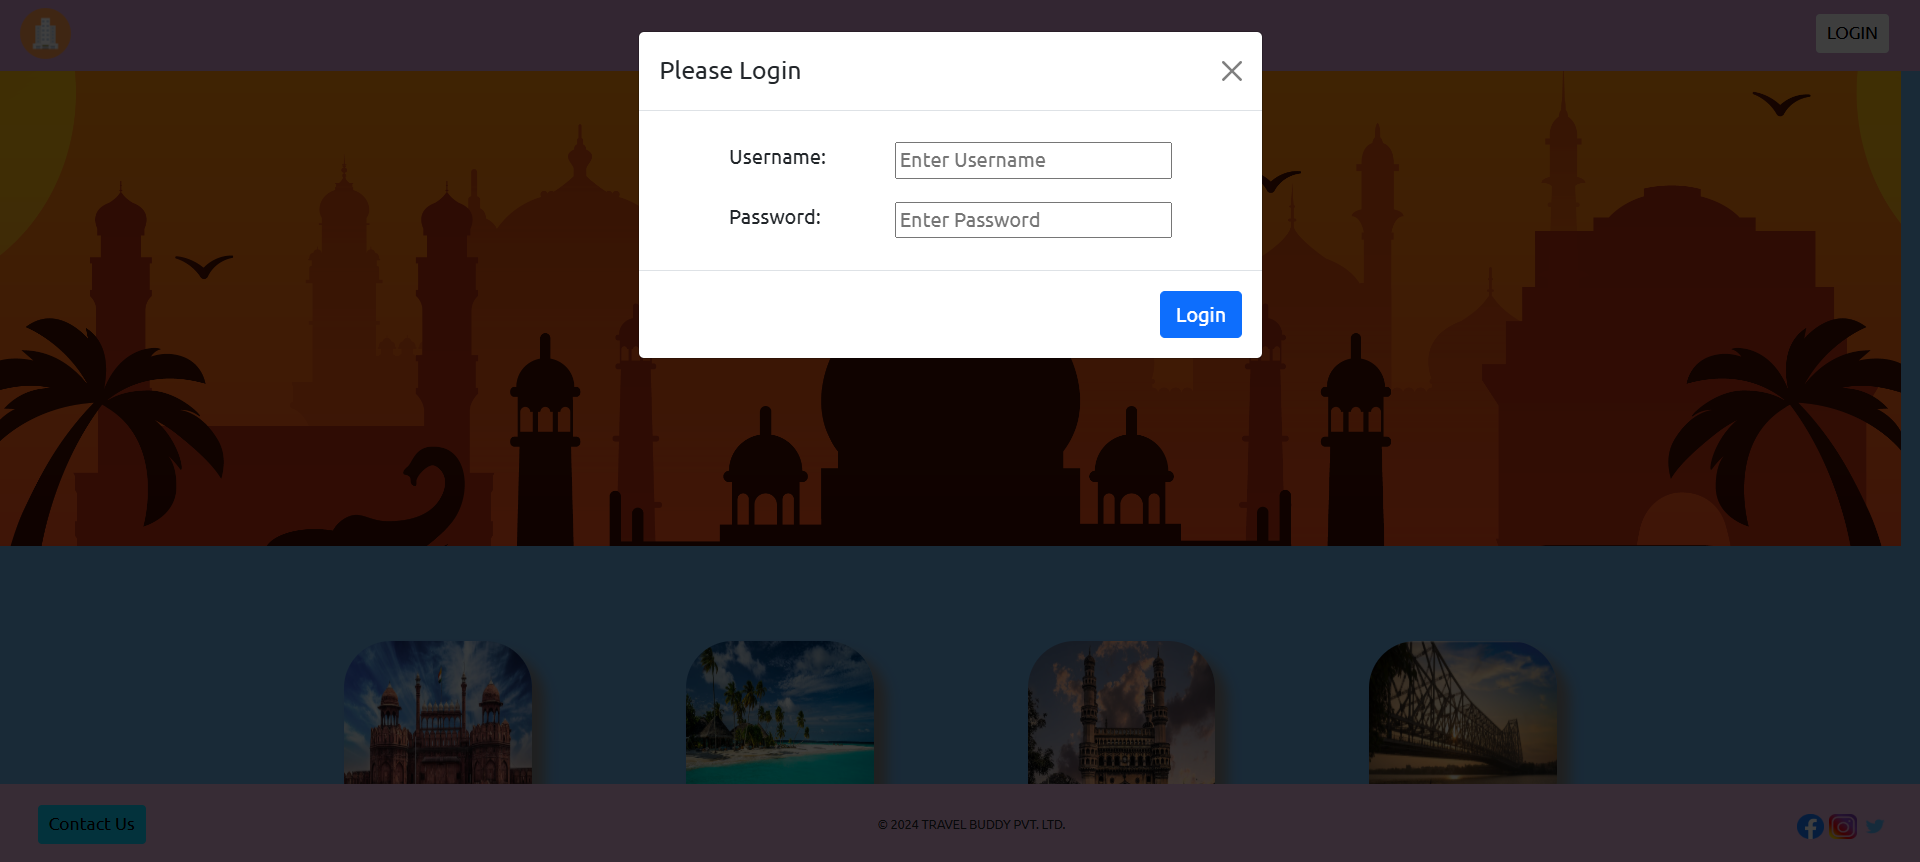 LOGIN
Please Login
Username:
Enter Username
Password:
Enter Password
Login
Contact Us
© 2024 TRAVEL BUDDY PVT. LTD.